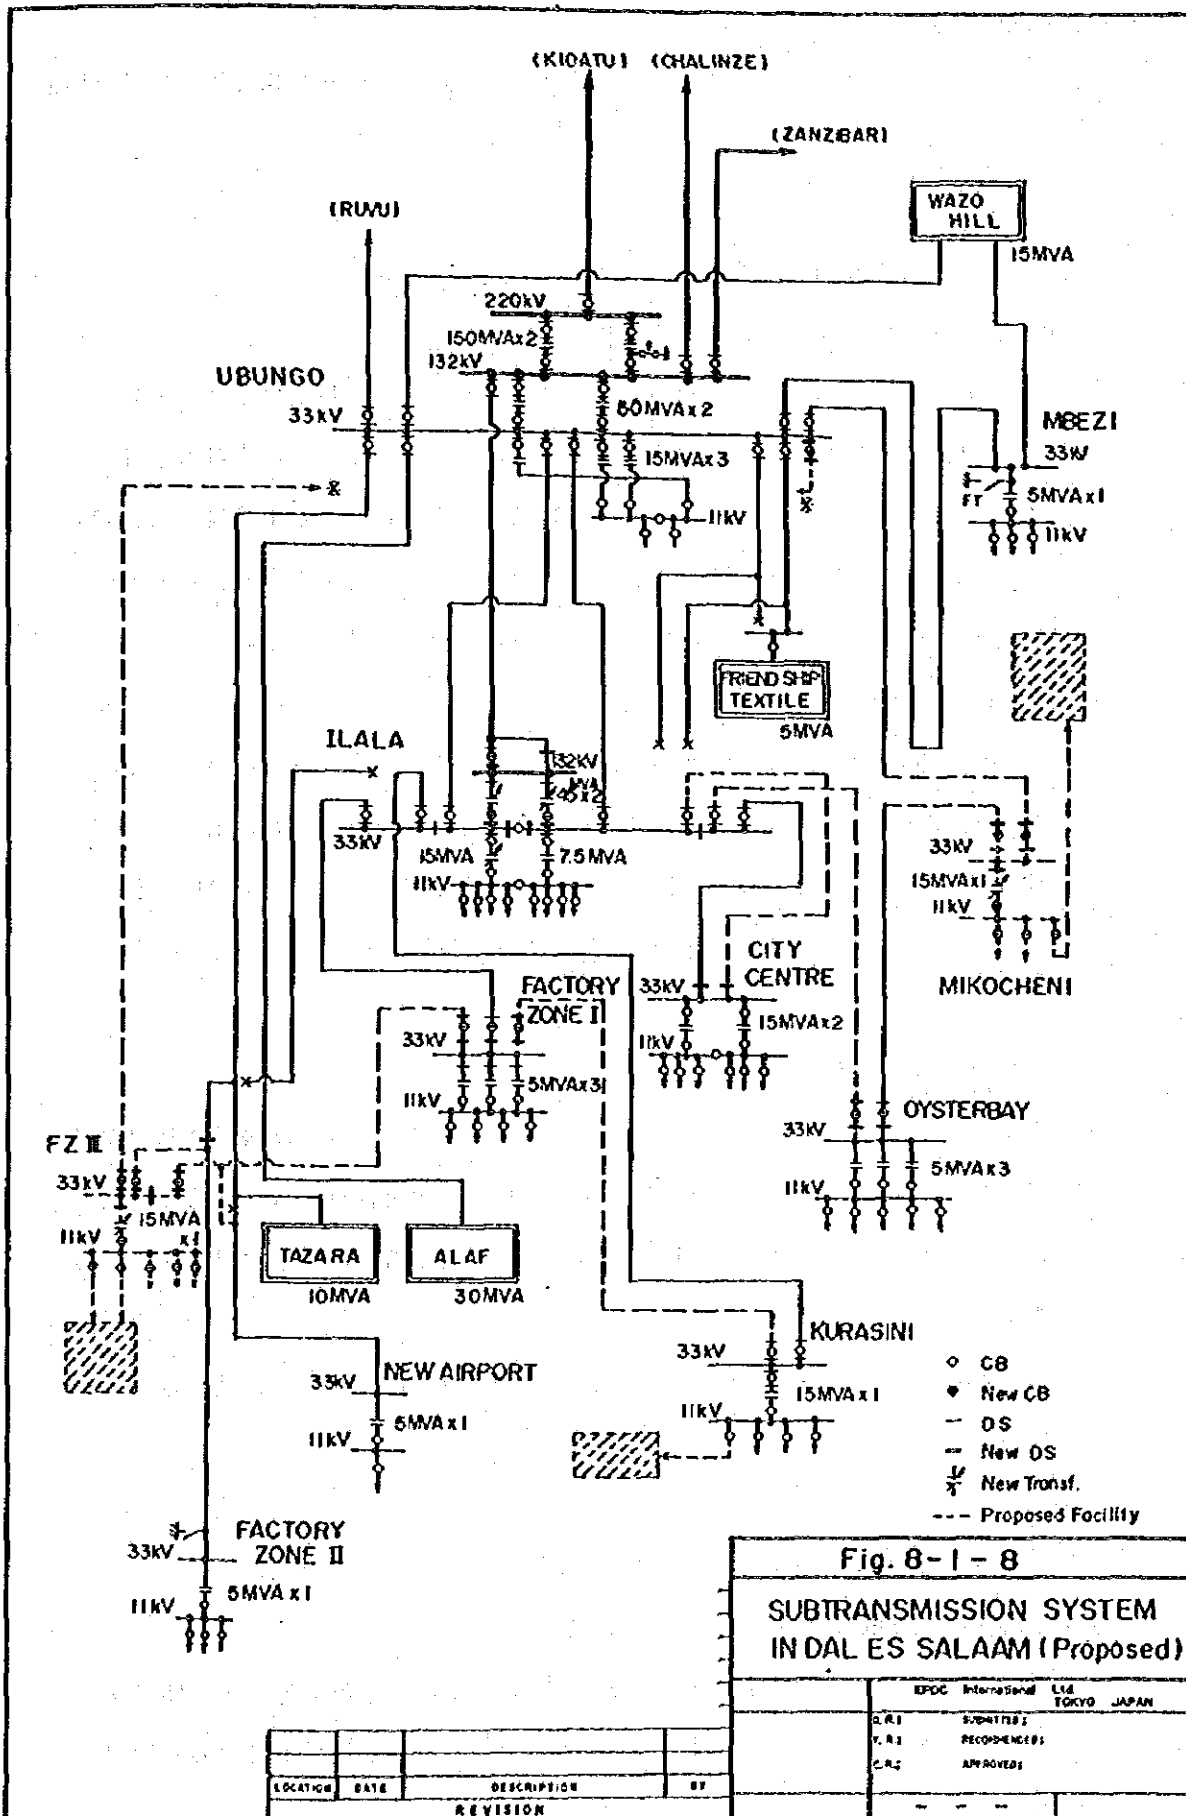 (KIDATU) (CHALINZE)
(ZANZIBAR)
(RUVU)
WAZO
HILL
15MVA
220kV
150MVAx2
132kV
UBUNGO
33kV
15MVAx3
11kV
MBEZI
33kV
FT
5MVAx1
11kV
FRIENDSHIP
TEXTILE
5MVA
ILALA
132kV
MVA
45x2
33kV
15MVA
7.5MVA
11kV
33kV
15MVAx1
11kV
MIKOCHENI
CITY
CENTRE
33kV
15MVAx2
11kV
FACTORY
ZONE I
33kV
5MVAx3
11kV
OYSTERBAY
33kV
5MVAx3
11kV
FZ III
33kV
15MVA
x1
11kV
TAZARA
10MVA
ALAF
30MVA
KURASINI
33kV
15MVAx1
11kV
NEW AIRPORT
33kV
5MVAx1
11kV
FACTORY
ZONE II
33kV
5MVAx1
11kV
CB
New CB
DS
New DS
New Transf.
Proposed Facility
Fig. 8-1-8
SUBTRANSMISSION SYSTEM
IN DAL ES SALAAM (Proposed)
EPDC International Ltd
TOKYO JAPAN
SUBMITTED:
RECOMMENDED:
APPROVED:
LOCATION DATE DESCRIPTION BY
REVISION